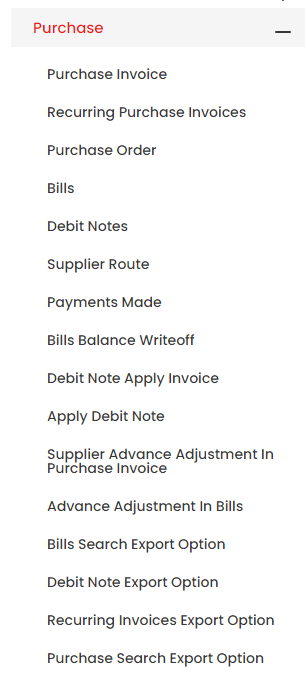 Purchase
Purchase Invoice
Recurring Purchase Invoices
Purchase Order
Bills
Debit Notes
Supplier Route
Payments Made
Bills Balance Writeoff
Debit Note Apply Invoice
Apply Debit Note
Supplier Advance Adjustment In
Purchase Invoice
Advance Adjustment In Bills
Bills Search Export Option
Debit Note Export Option
Recurring Invoices Export Option
Purchase Search Export Option